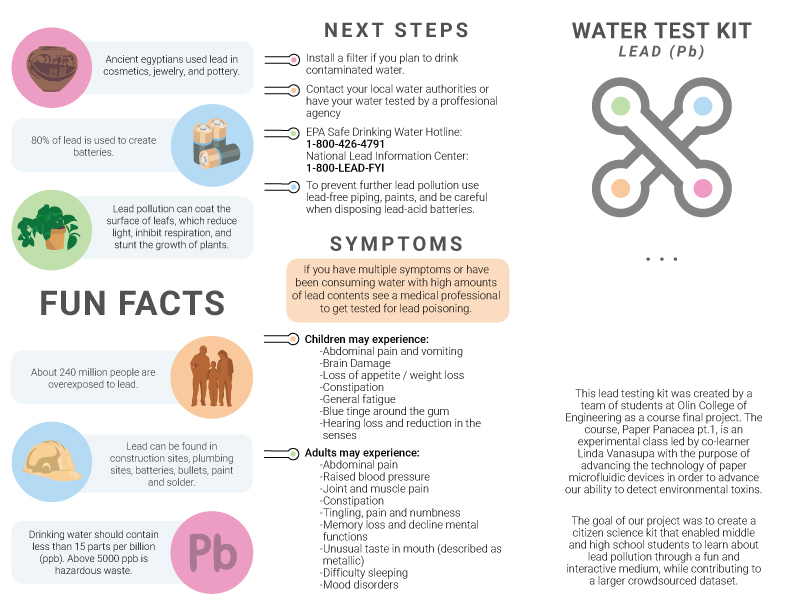 Ancient egyptians used lead in
cosmetics, jewelry, and pottery.
80% of lead is used to create
batteries.
Lead pollution can coat the
surface of leafs, which reduce
light, inhibit respiration, and
stunt the growth of plants.
FUN FACTS
About 240 million people are
overexposed to lead.
Lead can be found in
construction sites, plumbing
sites, batteries, bullets, paint
and solder.
Drinking water should contain
less than 15 parts per billion
(ppb). Above 5000 ppb is
hazardous waste.
Pb
NEXT STEPS
Install a filter if you plan to drink
contaminated water.
Contact your local water authorities or
have your water tested by a proffesional
agency
EPA Safe Drinking Water Hotline:
1-800-426-4791
National Lead Information Center:
1-800-LEAD-FYI
To prevent further lead pollution use
lead-free piping, paints, and be careful
when disposing lead-acid batteries.
SYMPTOMS
If you have multiple symptoms or have
been consuming water with high amounts
of lead contents see a medical professional
to get tested for lead poisoning.
Children may experience:
-Abdominal pain and vomiting
-Brain Damage
-Loss of appetite / weight loss
-Constipation
-General fatigue
-Blue tinge around the gum
-Hearing loss and reduction in the
senses
Adults may experience:
-Abdominal pain
-Raised blood pressure
-Joint and muscle pain
-Constipation
-Tingling, pain and numbness
-Memory loss and decline mental
functions
-Unusual taste in mouth (described as
metallic)
-Difficulty sleeping
-Mood disorders
WATER TEST KIT
LEAD (Pb)
...
This lead testing kit was created by a
team of students at Olin College of
Engineering as a course final project. The
course, Paper Panacea pt.1, is an
experimental class led by co-learner
Linda Vanasupa with the purpose of
advancing the technology of paper
microfluidic devices in order to advance
our ability to detect environmental toxins.
The goal of our project was to create a
citizen science kit that enabled middle
and high school students to learn about
lead pollution through a fun and
interactive medium, while contributing to
a larger crowdsourced dataset.